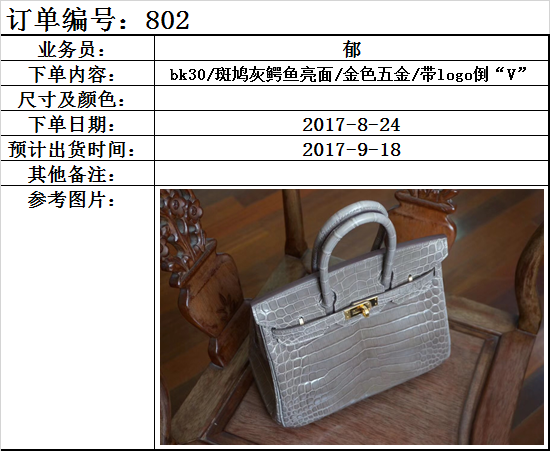 订单编号：802
业务员： 郁
下单内容： bk30/斑鸠灰鳄鱼亮面/金色五金/带logo倒“V”
尺寸及颜色：
下单日期： 2017-8-24
预计出货时间： 2017-9-18
其他备注：
参考图片：